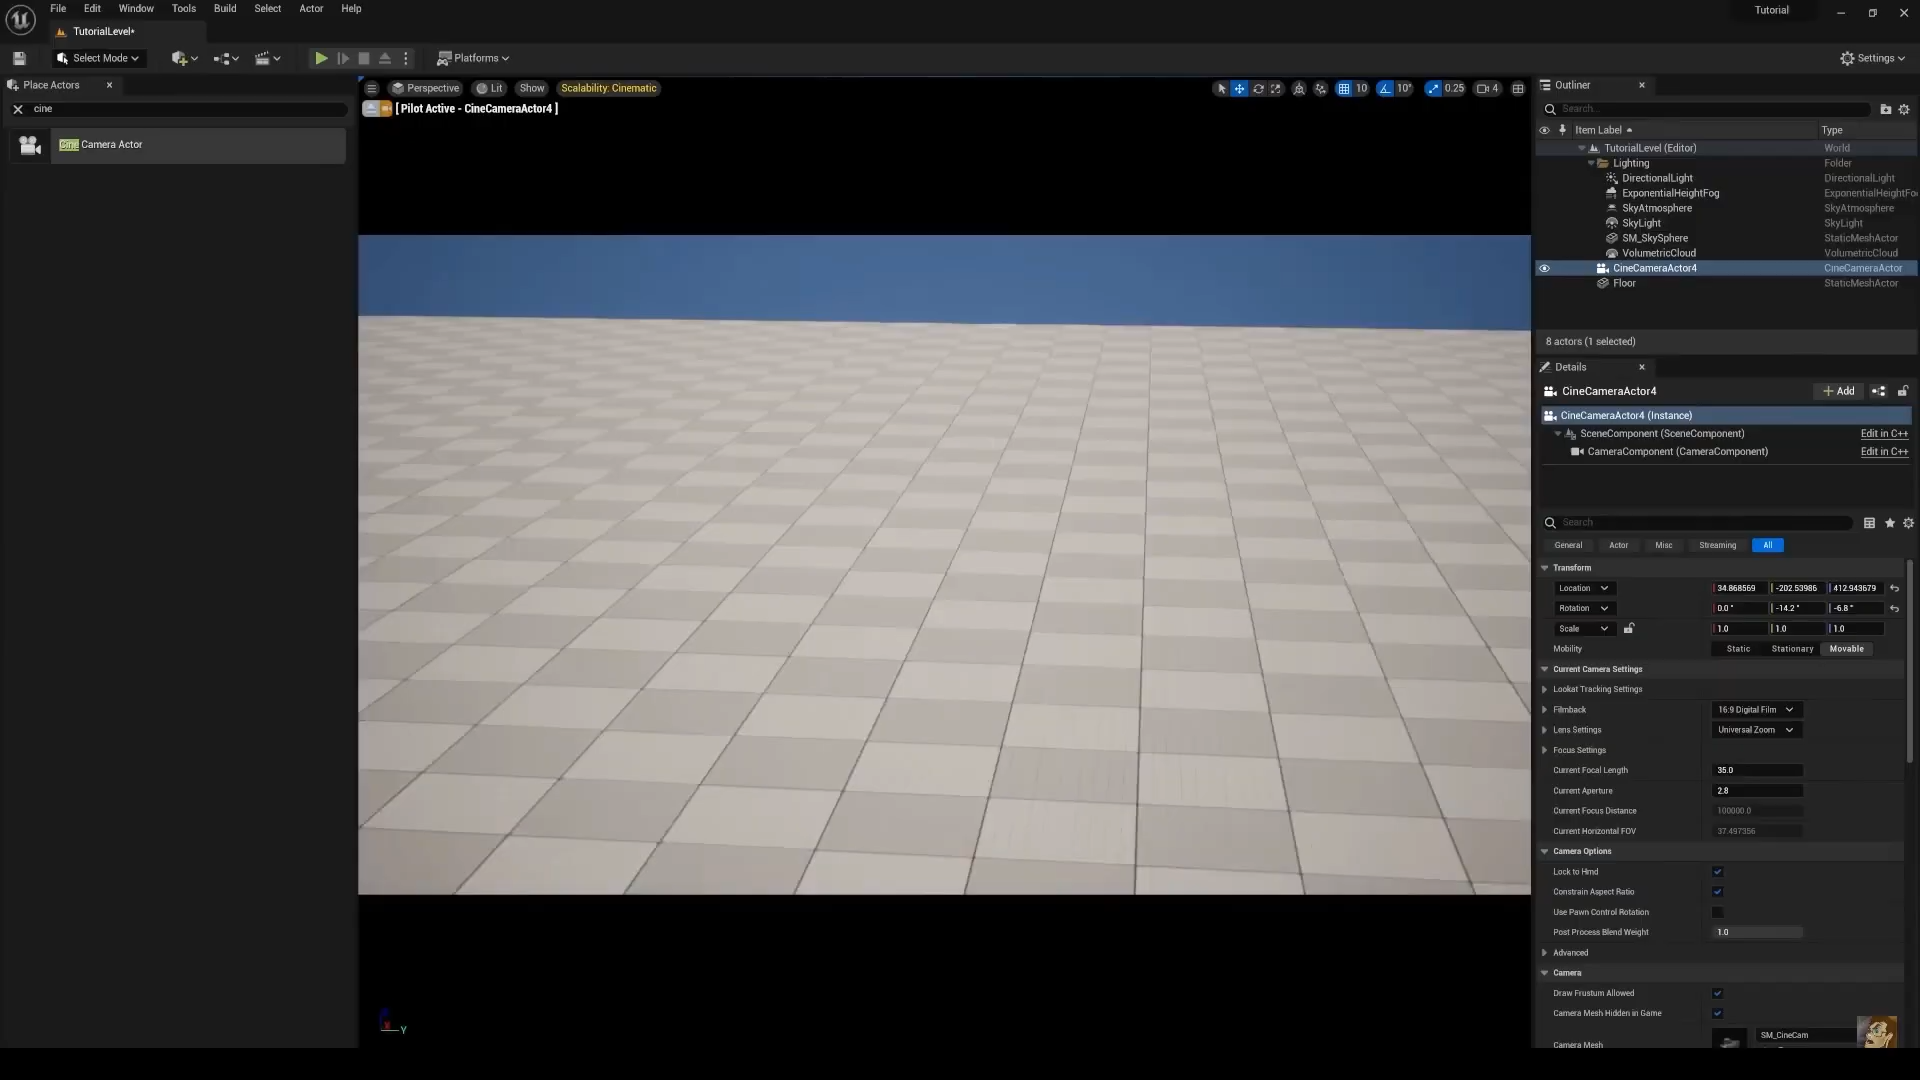 File Edit Window Tools Build Select Actor Help
Tutorial
TutorialLevel*
Select Mode
Platforms
Settings
Place Actors
cine
Cine Camera Actor
Perspective
Lit
Show
Scalability: Cinematic
10
10°
0.25
4
[ Pilot Active - CineCameraActor4 ]
Y
Outliner
Search...
Item Label Type
TutorialLevel (Editor) World
Lighting Folder
DirectionalLight DirectionalLight
ExponentialHeightFog ExponentialHeightFo
SkyAtmosphere SkyAtmosphere
SkyLight SkyLight
SM_SkySphere StaticMeshActor
VolumetricCloud VolumetricCloud
CineCameraActor4 CineCameraActor
Floor StaticMeshActor
8 actors (1 selected)
Details
CineCameraActor4
Add
CineCameraActor4 (Instance)
SceneComponent (SceneComponent) Edit in C++
CameraComponent (CameraComponent) Edit in C++
Search
General Actor Misc Streaming All
Transform
Location 34.868569 -202.53986 412.943679
Rotation 0.0° -14.2° -6.8°
Scale 1.0 1.0 1.0
Mobility Static Stationary Movable
Current Camera Settings
Lookat Tracking Settings
Filmback 16:9 Digital Film
Lens Settings Universal Zoom
Focus Settings
Current Focal Length 35.0
Current Aperture 2.8
Current Focus Distance 100000.0
Current Horizontal FOV 37.497356
Camera Options
Lock to Hmd
Constrain Aspect Ratio
Use Pawn Control Rotation
Post Process Blend Weight 1.0
Advanced
Camera
Draw Frustum Allowed
Camera Mesh Hidden in Game
SM_CineCam
Camera Mesh